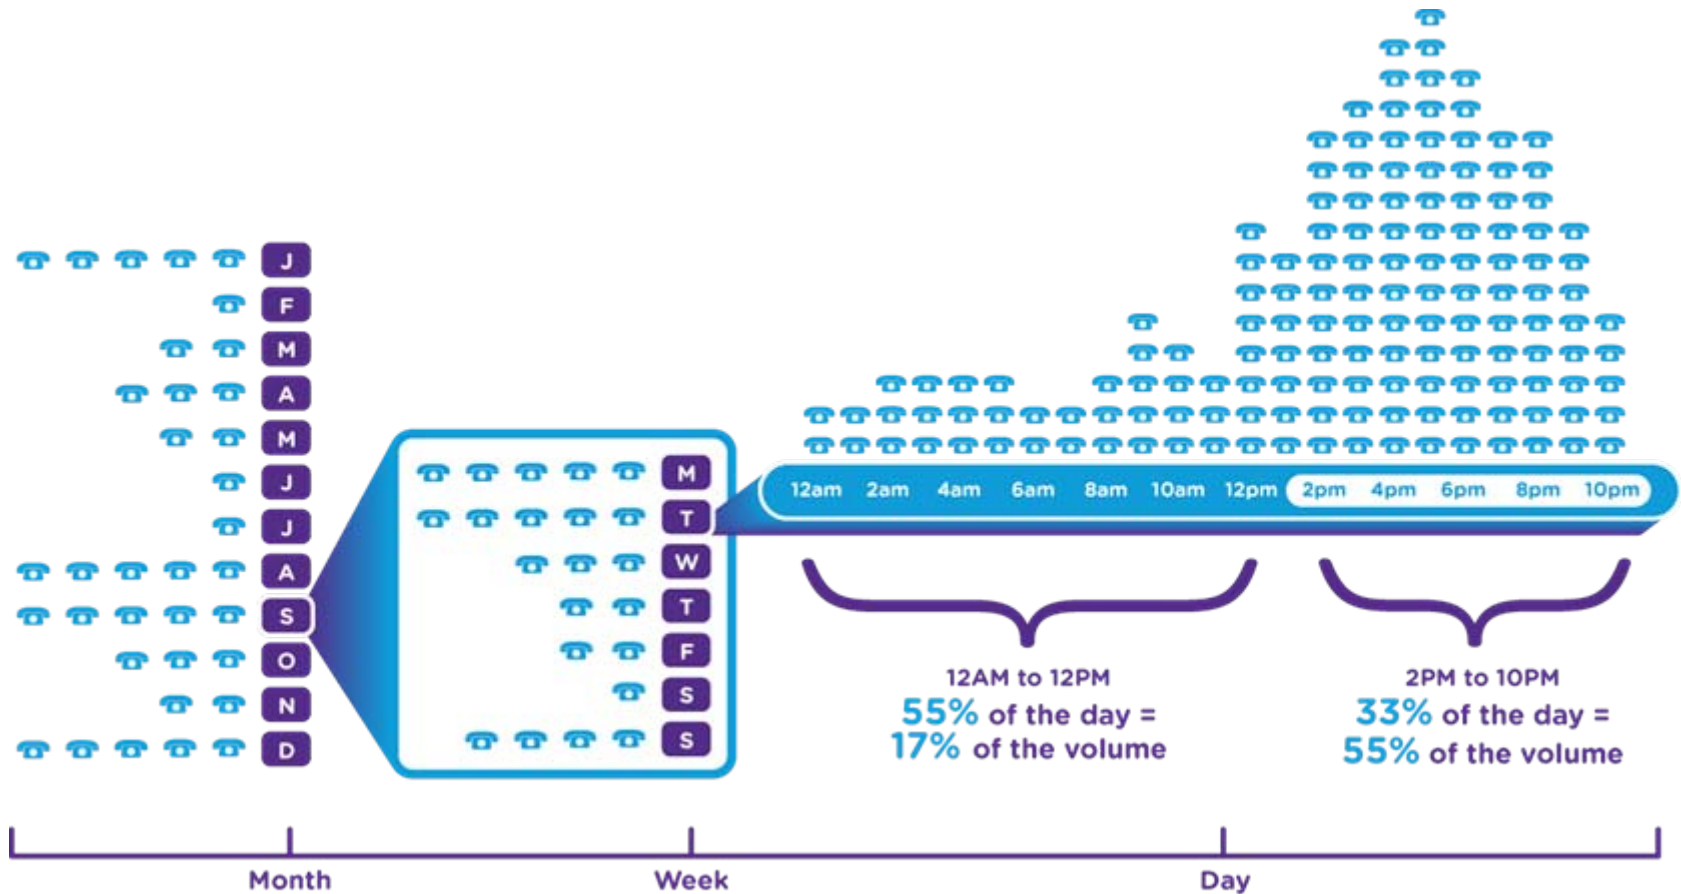 J
F
M
A
M
J
J
A
S
O
N
D
M
T
W
T
F
S
S
12am 2am 4am 6am 8am 10am 12pm 2pm 4pm 6pm 8pm 10pm
12AM to 12PM
55% of the day =
17% of the volume
2PM to 10PM
33% of the day =
55% of the volume
Month Week Day